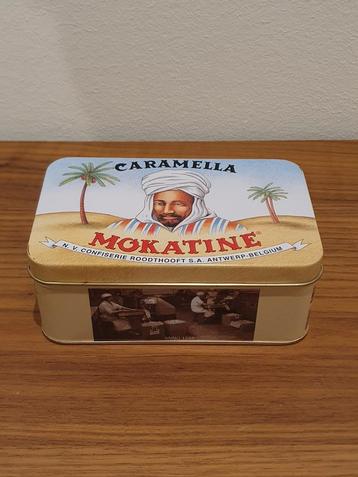 CARAMELLA
MOKATINE®
N.V. CONFISERIE ROODTHOOFT S.A. ANTWERP-BELGIUM